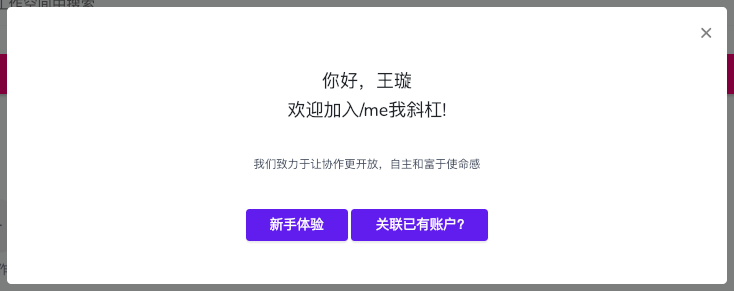 工作空间中搜索
×
你好，王璇
欢迎加入/me我斜杠!
我们致力于让协作更开放，自主和富于使命感
新手体验
关联已有账户?
作